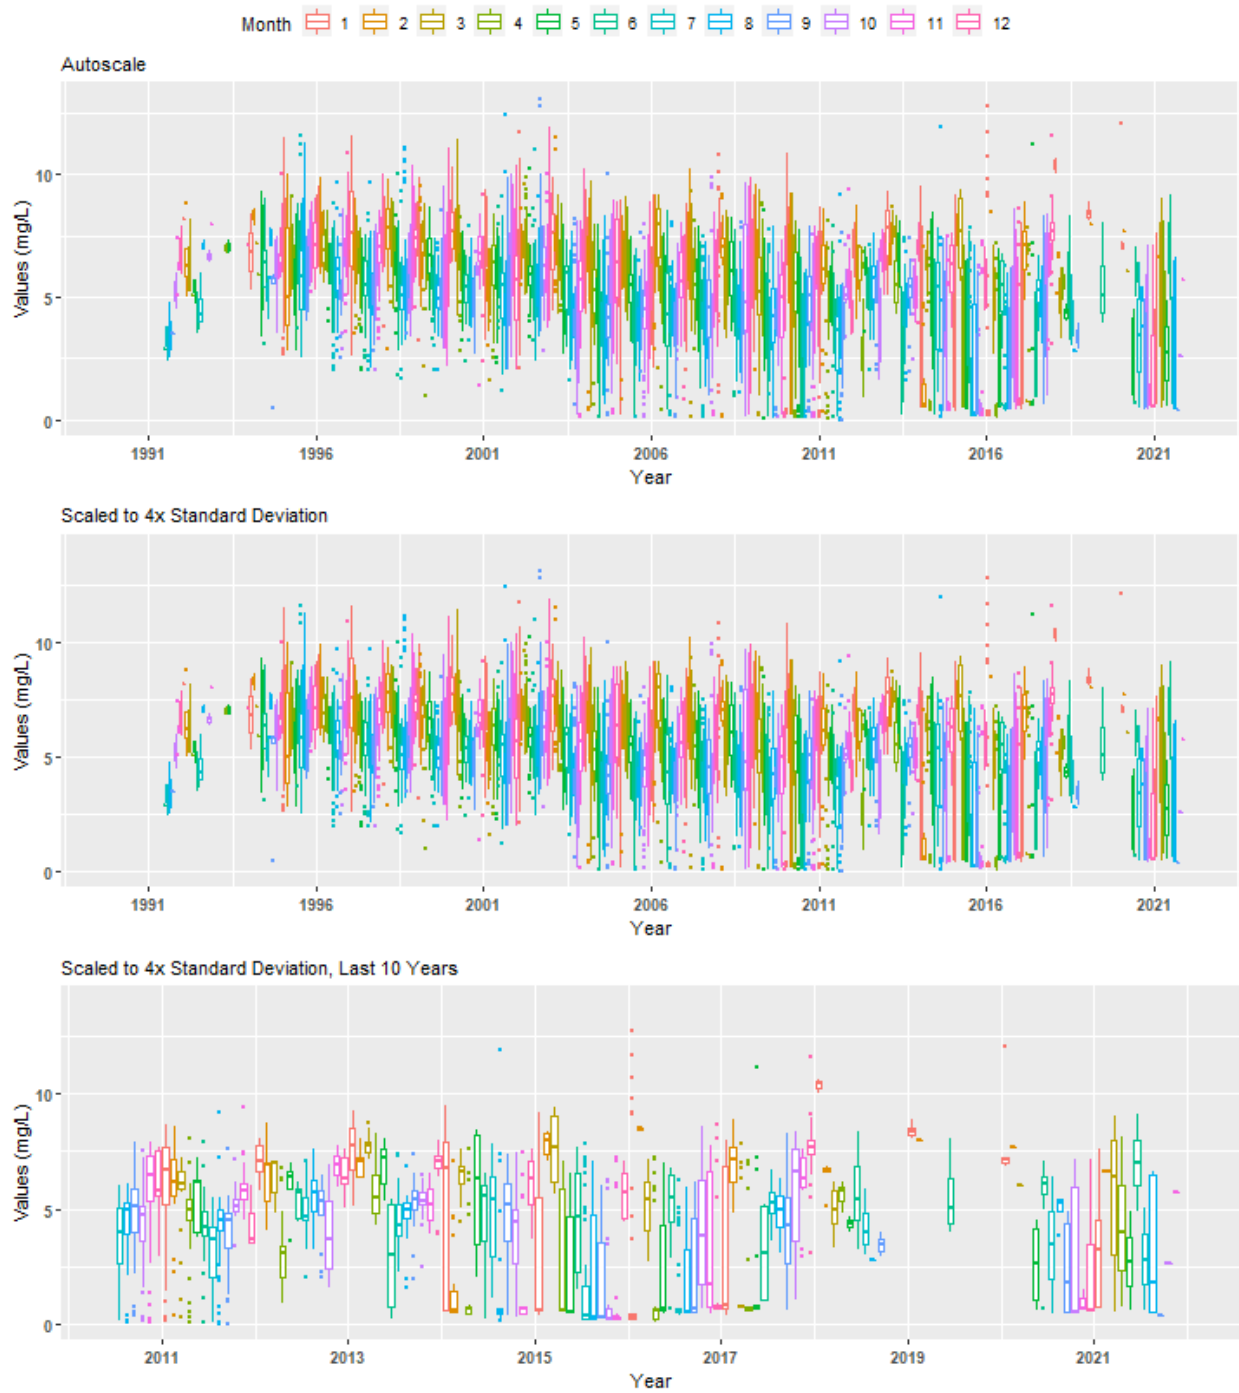 Month 1 2 3 4 5 6 7 8 9 10 11 12
Autoscale
Values (mg/L)
10
5
0
1991 1996 2001 2006 2011 2016 2021
Year
Scaled to 4x Standard Deviation
Values (mg/L)
10
5
0
1991 1996 2001 2006 2011 2016 2021
Year
Scaled to 4x Standard Deviation, Last 10 Years
Values (mg/L)
10
5
0
2011 2013 2015 2017 2019 2021
Year